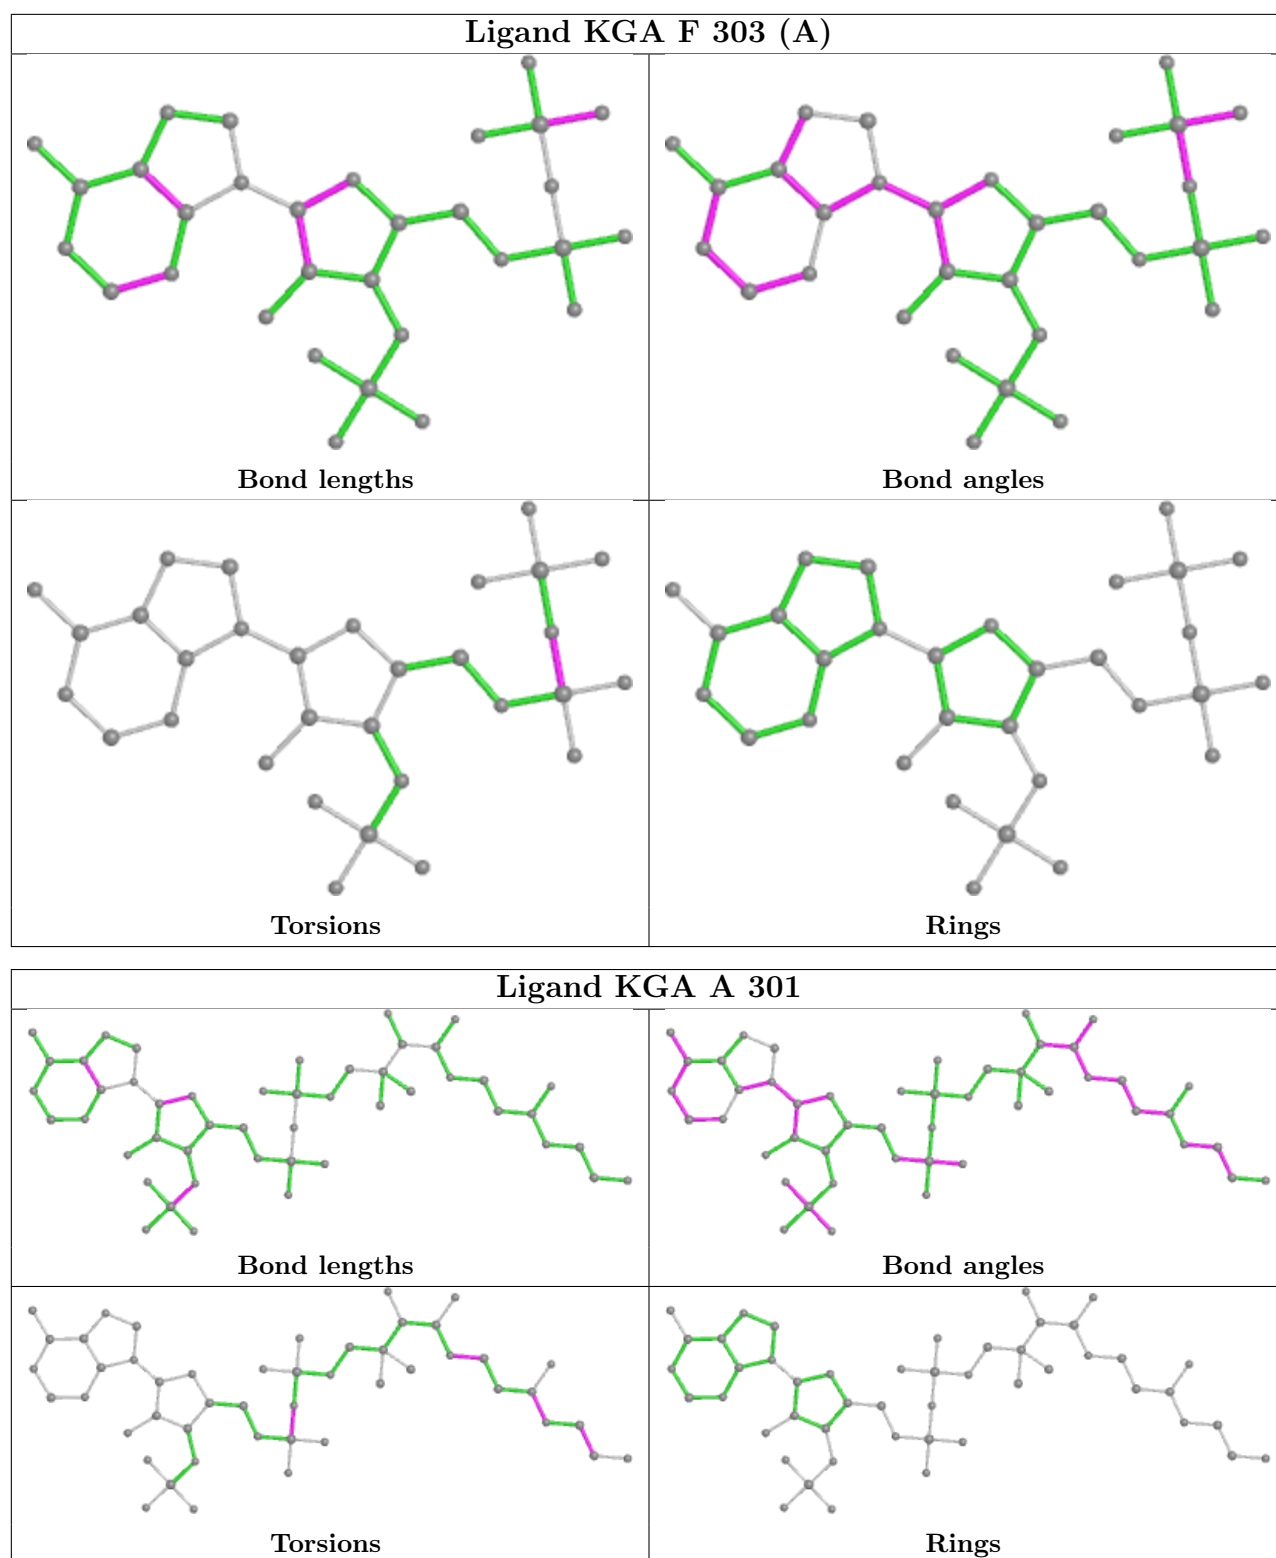 Ligand KGA F 303 (A)
Bond lengths
Bond angles
Torsions
Rings
Ligand KGA A 301
Bond lengths
Bond angles
Torsions
Rings